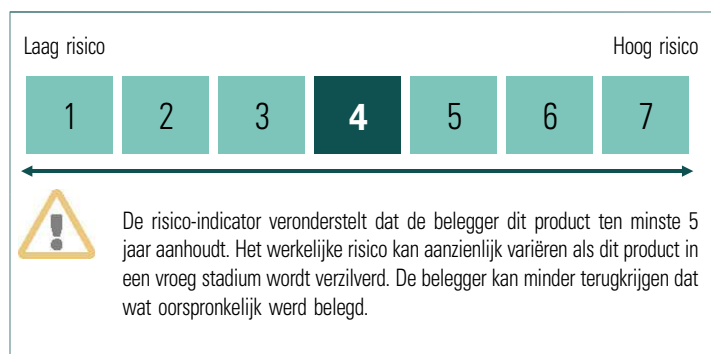 Laag risico Hoog risico
1 2 3 4 5 6 7
De risico-indicator veronderstelt dat de belegger dit product ten minste 5
jaar aanhoudt. Het werkelijke risico kan aanzienlijk variëren als dit product in
een vroeg stadium wordt verzilverd. De belegger kan minder terugkrijgen dat
wat oorspronkelijk werd belegd.